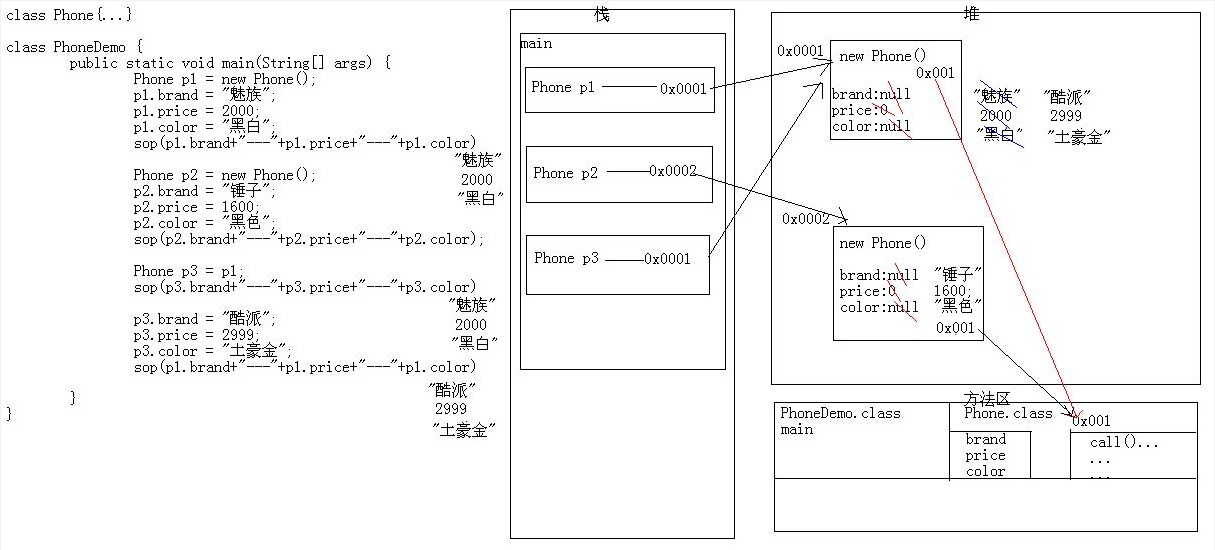 class Phone{...}
class PhoneDemo {
public static void main(String[] args) {
Phone p1 = new Phone();
p1.brand = "魅族";
p1.price = 2000;
p1.color = "黑白";
sop(p1.brand+"---"+p1.price+"---"+p1.color)
"魅族"
2000
"黑白"
Phone p2 = new Phone();
p2.brand = "锤子";
p2.price = 1600;
p2.color = "黑色";
sop(p2.brand+"---"+p2.price+"---"+p2.color);
Phone p3 = p1;
sop(p3.brand+"---"+p3.price+"---"+p3.color)
"魅族"
2000
"黑白"
p3.brand = "酷派";
p3.price = 2999;
p3.color = "土豪金";
sop(p1.brand+"---"+p1.price+"---"+p1.color)
"酷派"
2999
"土豪金"
}
}
栈
main
Phone p1
0x0001
Phone p2
0x0002
Phone p3
0x0001
堆
0x0001
new Phone()
0x001
brand:null
price:0
color:null
"魅族"
2000
"黑白"
"酷派"
2999
"土豪金"
0x0002
new Phone()
brand:null "锤子"
price:0 1600;
color:null "黑色"
0x001
方法区
PhoneDemo.class
main
Phone.class
brand
price
color
0x001
call()...
...
...